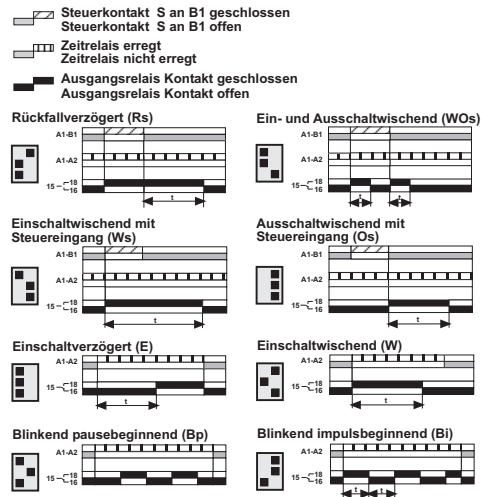 Steuerkontakt S an B1 geschlossen
Steuerkontakt S an B1 offen
Zeitrelais erregt
Zeitrelais nicht erregt
Ausgangsrelais Kontakt geschlossen
Ausgangsrelais Kontakt offen
Rückfallverzögert (Rs)
A1-B1
A1-A2
15
18
16
t
Ein- und Ausschaltwischend (WOs)
A1-B1
A1-A2
15
18
16
t
t
Einschaltwischend mit
Steuereingang (Ws)
A1-B1
A1-A2
15
18
16
t
Ausschaltwischend mit
Steuereingang (Os)
A1-B1
A1-A2
15
18
16
t
Einschaltverzögert (E)
A1-A2
15
18
16
t
Einschaltwischend (W)
A1-A2
15
18
16
t
Blinkend pausebeginnend (Bp)
A1-A2
15
18
16
Blinkend impulsbeginnend (Bi)
A1-A2
15
18
16
t
t